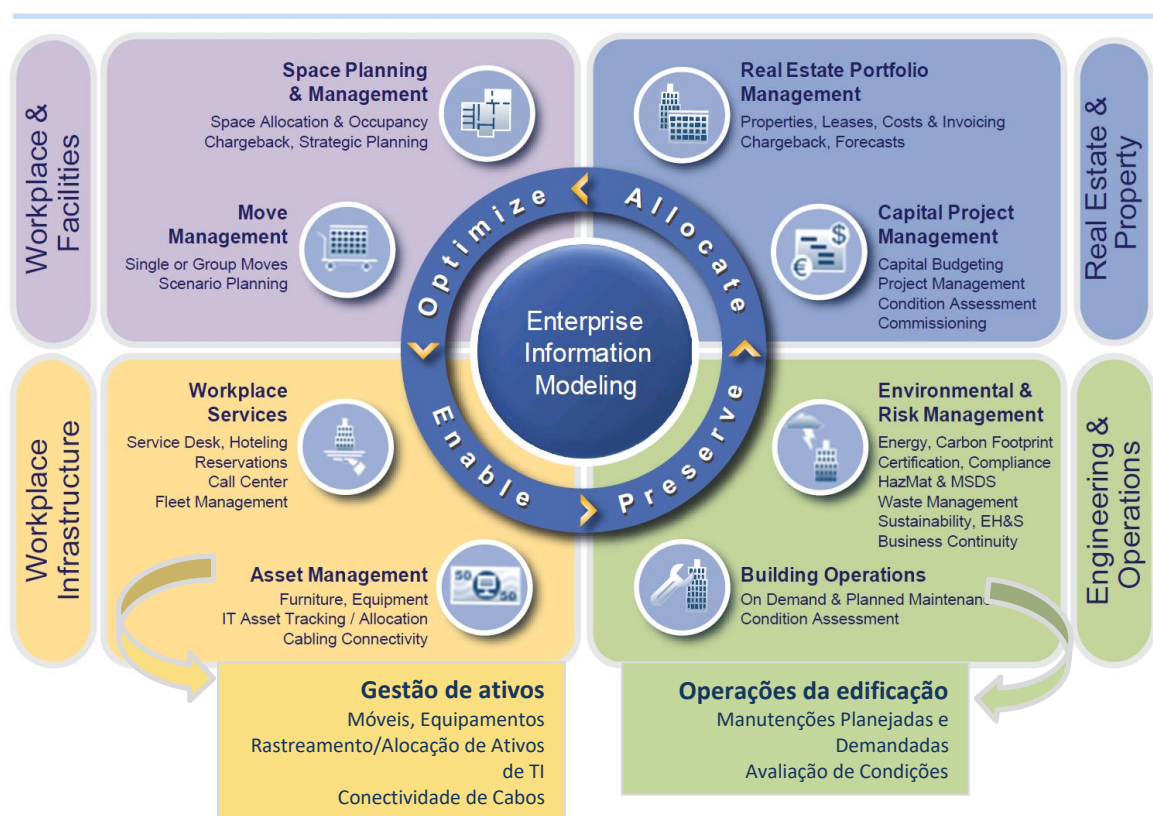 Workplace &
Facilities
Space Planning
& Management
Space Allocation & Occupancy
Chargeback, Strategic Planning
Move
Management
Single or Group Moves
Scenario Planning
Real Estate Portfolio
Management
Properties, Leases, Costs & Invoicing
Chargeback, Forecasts
Capital Project
Management
Capital Budgeting
Project Management
Condition Assessment
Commissioning
Real Estate &
Property
Optimize
Allocate
Enterprise
Information
Modeling
Enable
Preserve
Workplace
Infrastructure
Workplace
Services
Service Desk, Hoteling
Reservations
Call Center
Fleet Management
Asset Management
Furniture, Equipment
IT Asset Tracking / Allocation
Cabling Connectivity
50
50
Environmental &
Risk Management
Energy, Carbon Footprint
Certification, Compliance
HazMat & MSDS
Waste Management
Sustainability, EH&S
Business Continuity
Building Operations
On Demand & Planned Maintenanc
Condition Assessment
Engineering &
Operations
Gestão de ativos
Móveis, Equipamentos
Rastreamento/Alocação de Ativos
de TI
Conectividade de Cabos
Operações da edificação
Manutenções Planejadas e
Demandadas
Avaliação de Condições